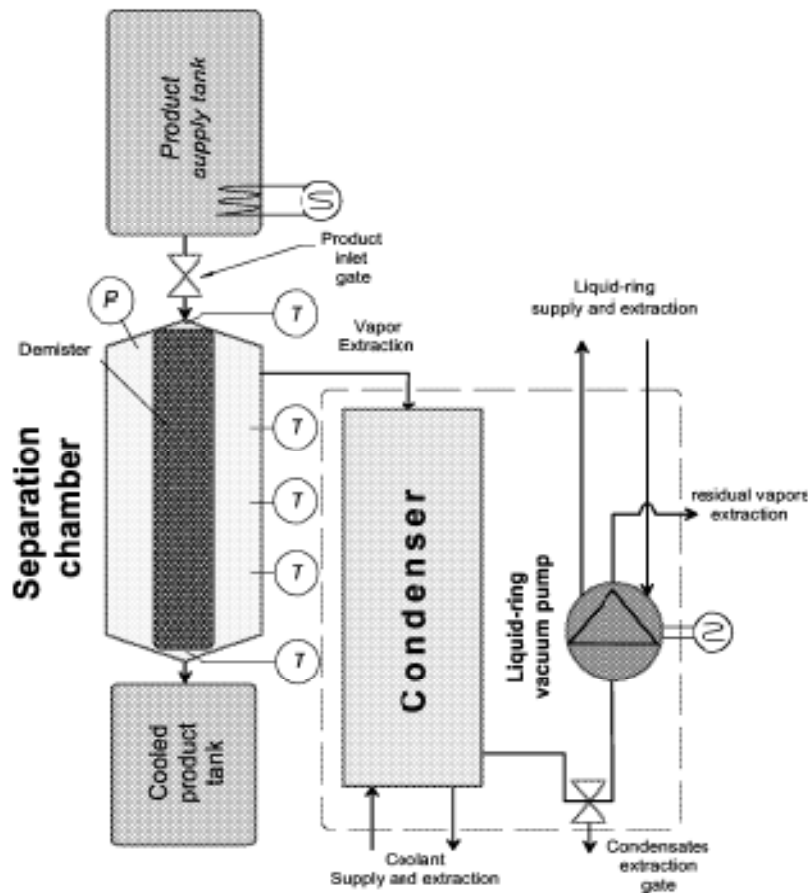 Product
supply tank
Product
inlet
gate
P
T
Demister
Vapor
Extraction
Liquid-ring
supply and extraction
T
T
T
T
Separation
chamber
Condenser
residual vapors
extraction
Liquid-ring
vacuum pump
Cooled
product
tank
Coolant
Supply and extraction
Condensates
extraction
gate